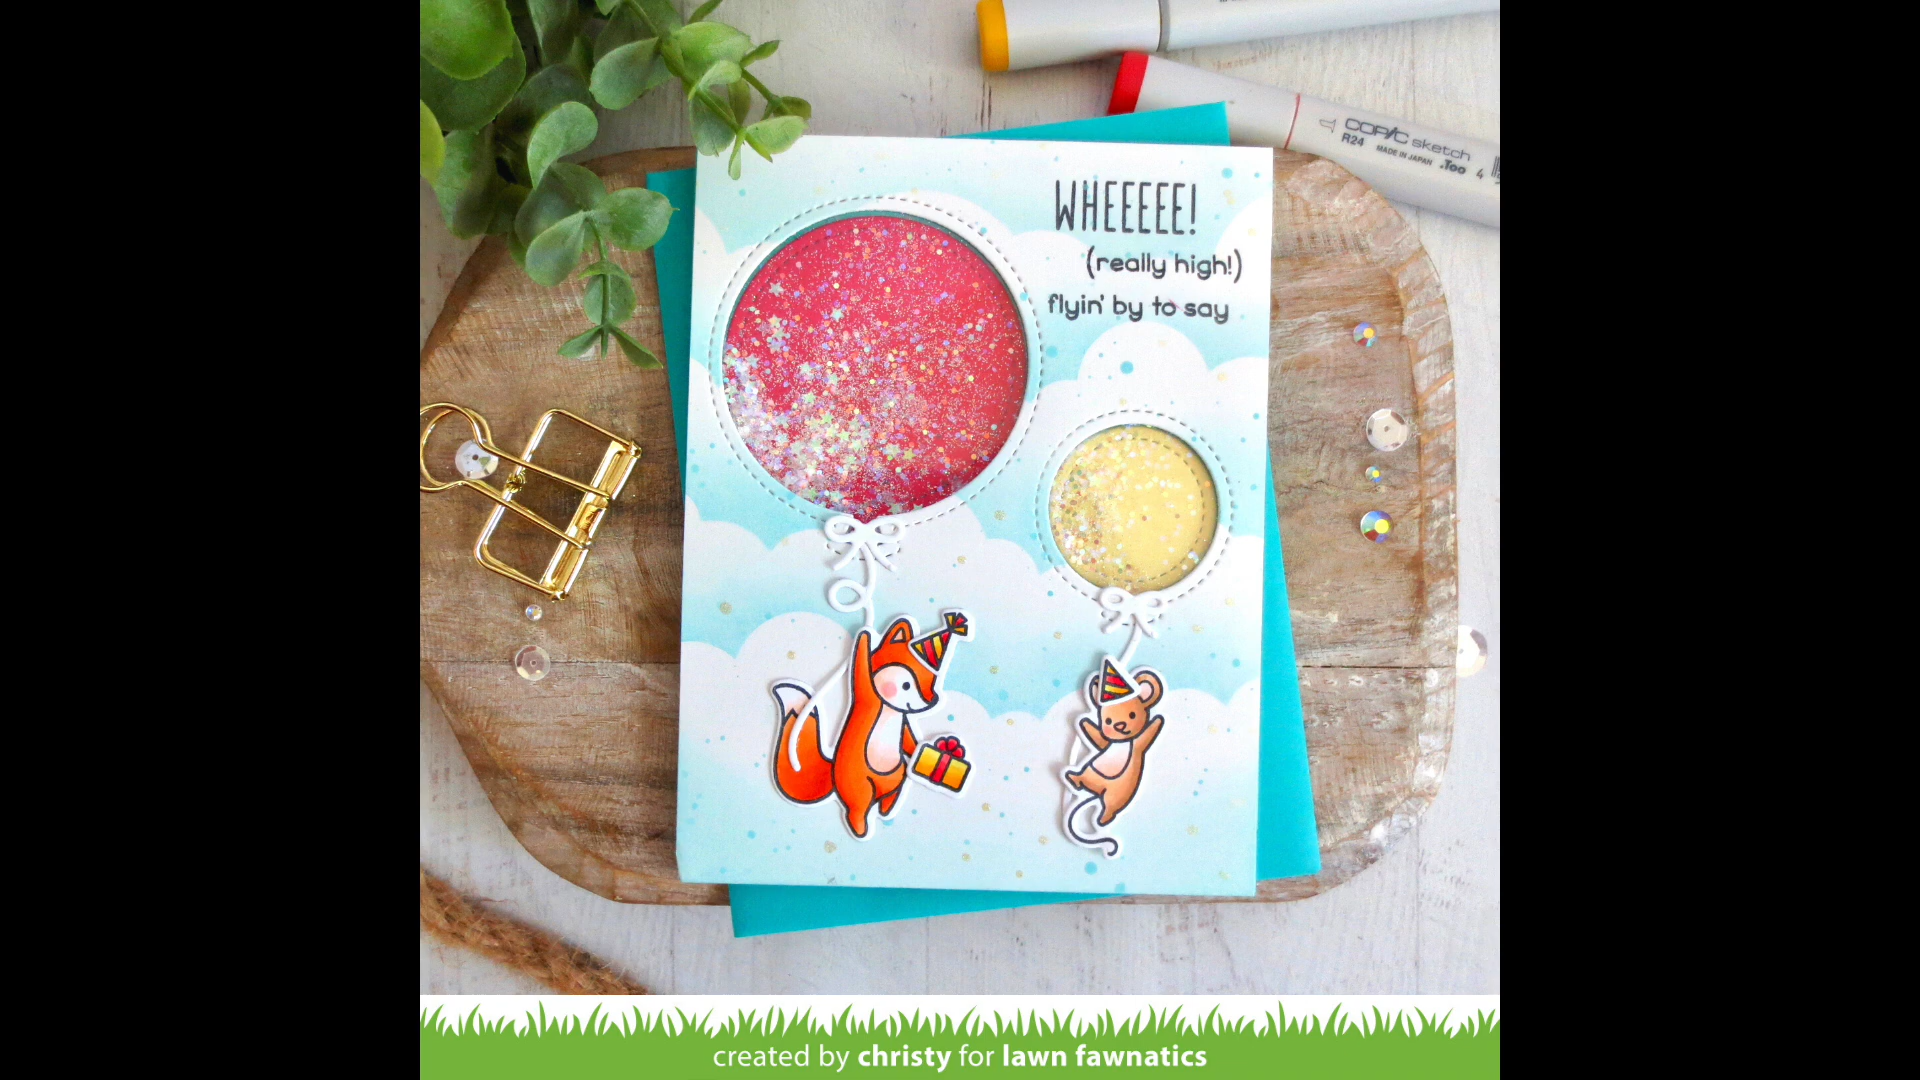 WHEEEEE!
(really high!)
flyin' by to say
COPIC sketch
R24 MADE IN JAPAN .Too 4
created by christy for lawn fawnatics